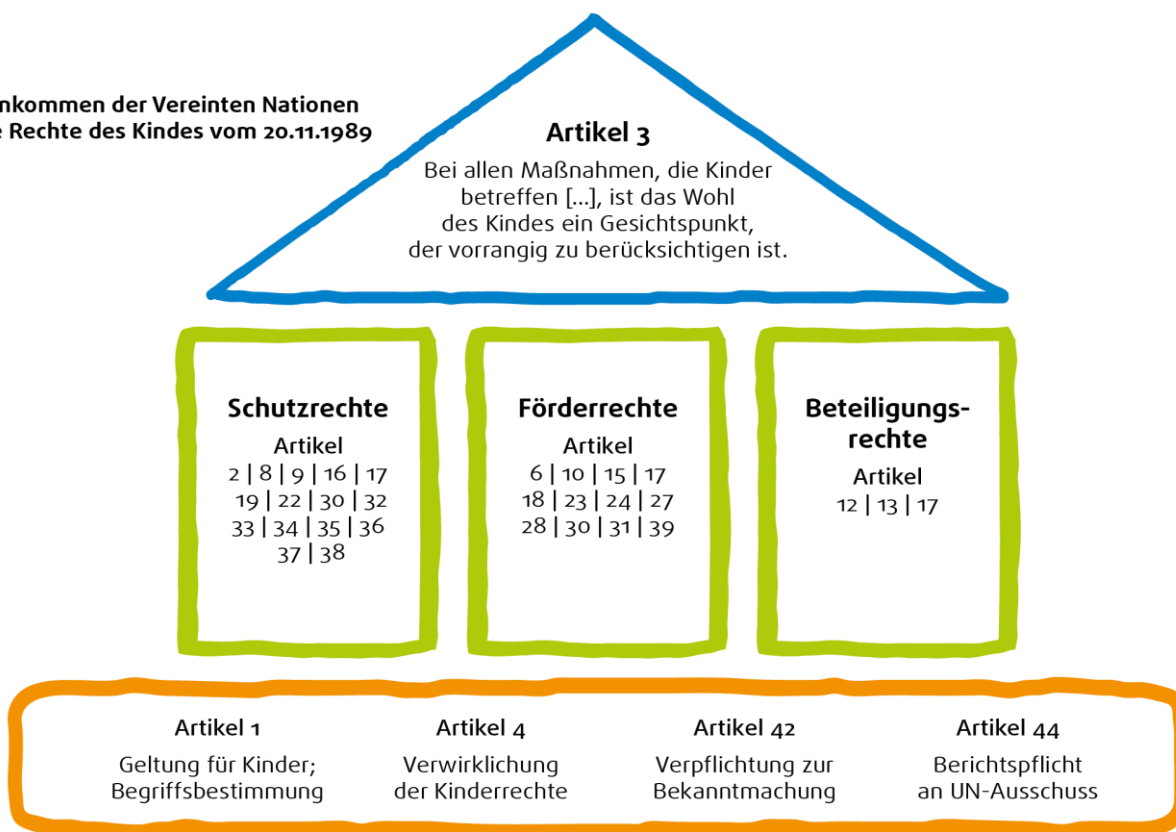 nkommen der Vereinten Nationen
e Rechte des Kindes vom 20.11.1989
Artikel 3
Bei allen Maßnahmen, die Kinder
betreffen [...], ist das Wohl
des Kindes ein Gesichtspunkt,
der vorrangig zu berücksichtigen ist.
Schutzrechte
Artikel
2 | 8 | 9 | 16 | 17
19 | 22 | 30 | 32
33 | 34 | 35 | 36
37 | 38
Förderrechte
Artikel
6 | 10 | 15 | 17
18 | 23 | 24 | 27
28 | 30 | 31 | 39
Beteiligungs-
rechte
Artikel
12 | 13 | 17
Artikel 1
Geltung für Kinder;
Begriffsbestimmung
Artikel 4
Verwirklichung
der Kinderrechte
Artikel 42
Verpflichtung zur
Bekanntmachung
Artikel 44
Berichtspflicht
an UN-Ausschuss